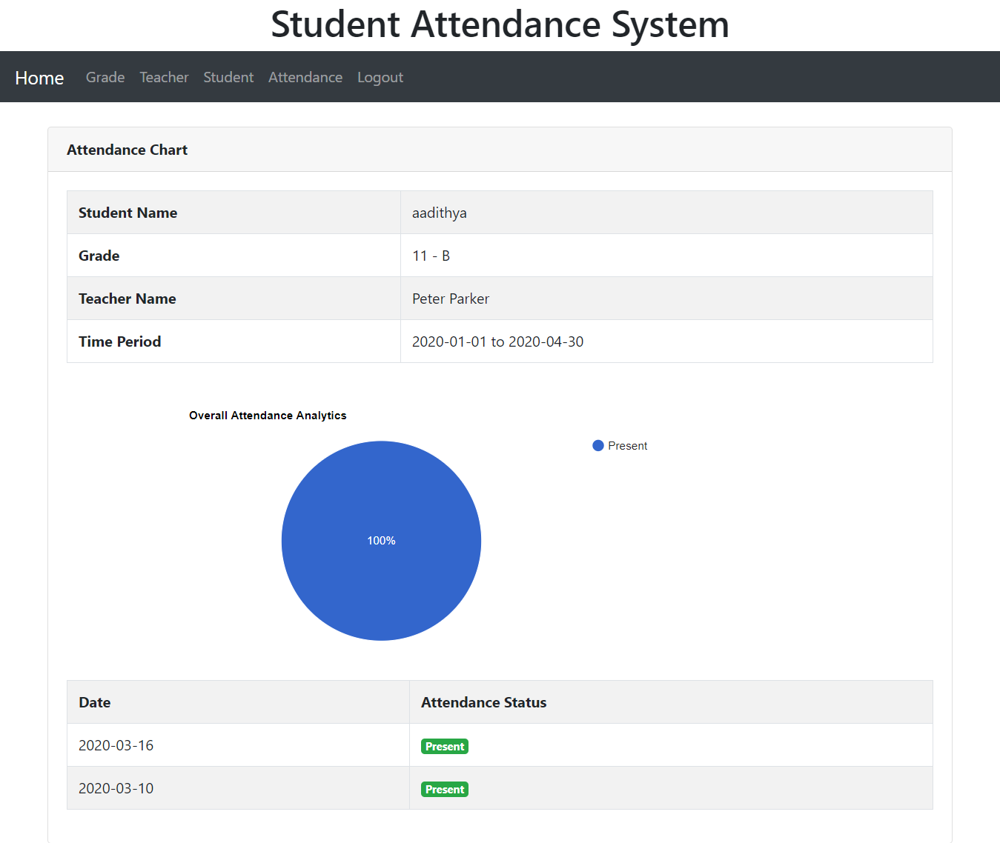 Student Attendance System
Home Grade Teacher Student Attendance Logout
Attendance Chart
Student Name aadithya
Grade 11 - B
Teacher Name Peter Parker
Time Period 2020-01-01 to 2020-04-30
Overall Attendance Analytics
Present
100%
Date Attendance Status
2020-03-16 Present
2020-03-10 Present